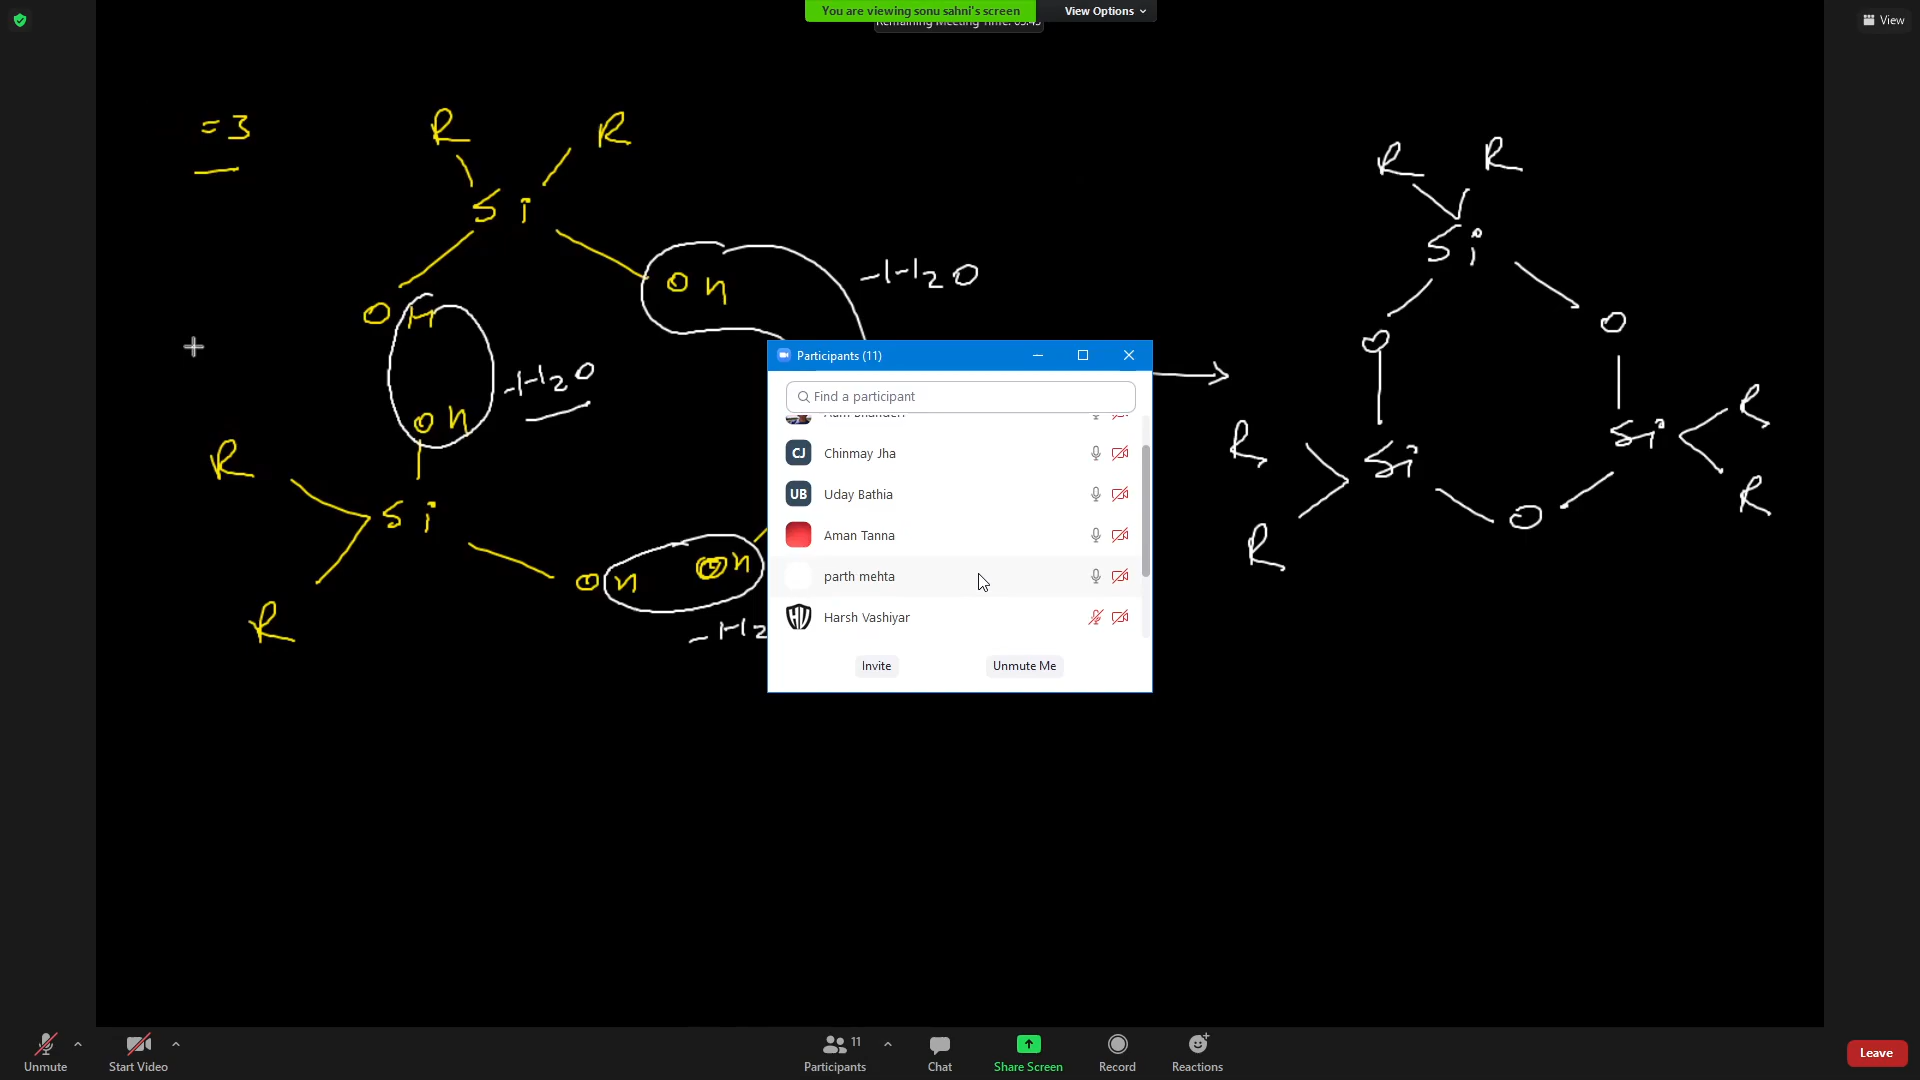 You are viewing sonu sahni's screen
View Options
View
= 3
R R
Si
OH
OH
-H2O
OH
-H2O
R
Si
OH OH
R
-H2
R R
Si
O O
R
Si
Si
R
R
O
R
Participants (11)
Find a participant
CJ Chinmay Jha
UB Uday Bathia
Aman Tanna
parth mehta
Harsh Vashiyar
Invite
Unmute Me
Unmute
Start Video
Participants
11
Chat
Share Screen
Record
Reactions
Leave